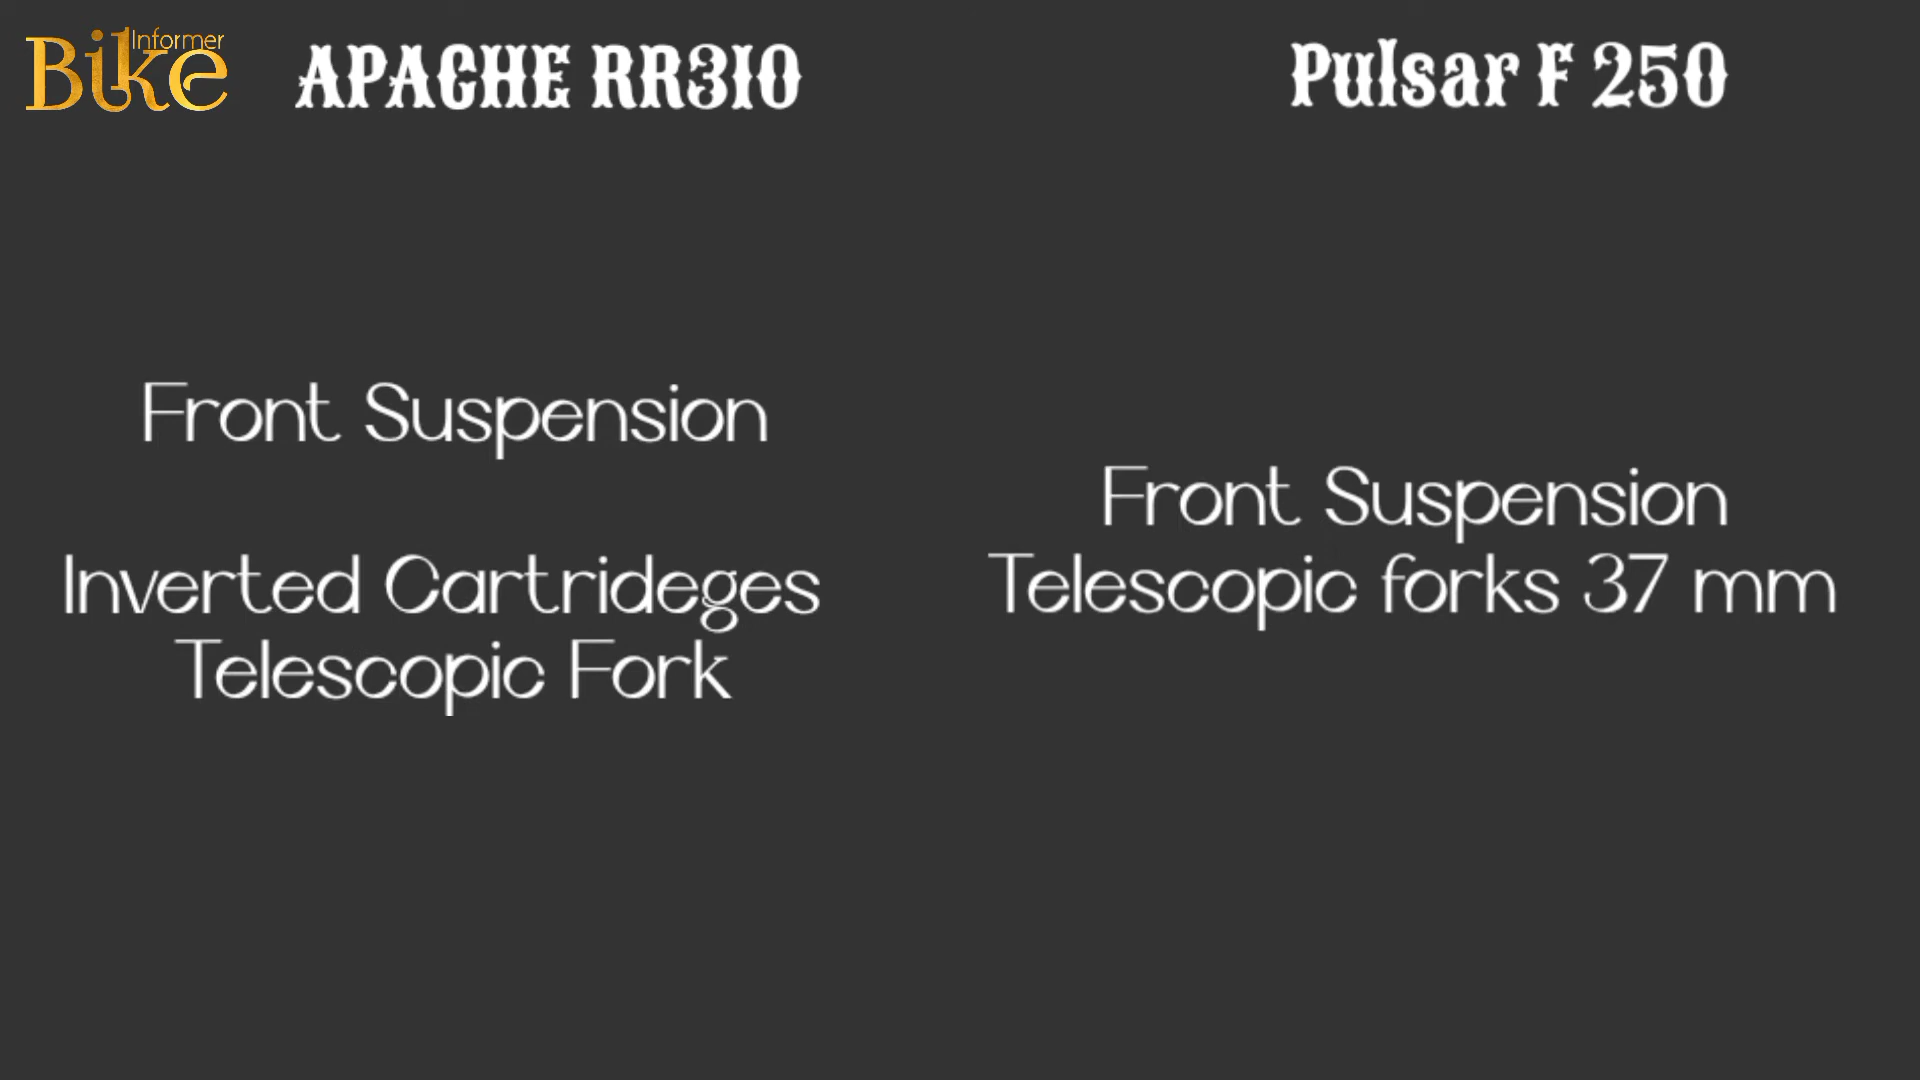 Bike Informer
APACHE RR310
Pulsar F 250
Front Suspension
Inverted Cartrideges
Telescopic Fork
Front Suspension
Telescopic forks 37 mm